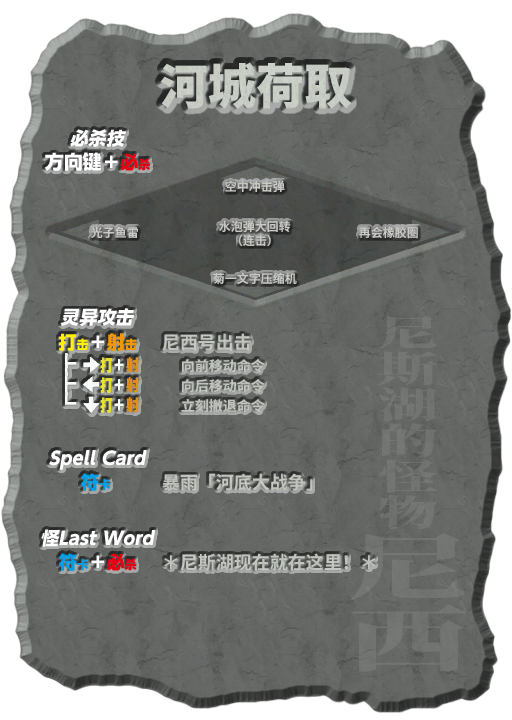 河城荷取
必杀技
方向键+必杀
空中冲击弹
光子鱼雷
水泡弹大回转
(连击)
再会橡胶圈
菊一文字压缩机
灵异攻击
打击+射击 尼西号出击
打+射 向前移动命令
打+射 向后移动命令
打+射 立刻撤退命令
Spell Card
符卡 暴雨「河底大战争」
怪Last Word
符卡+必杀 *尼斯湖现在就在这里!*
尼斯湖的怪物
尼西